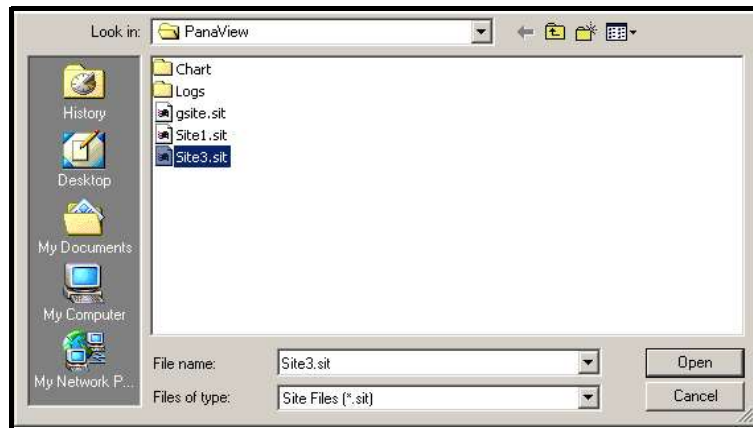 Look in:
PanaView
History
Desktop
My Documents
My Computer
My Network P...
Chart
Logs
gsite.sit
Site1.sit
Site3.sit
File name:
Site3.sit
Open
Files of type:
Site Files (*.sit)
Cancel